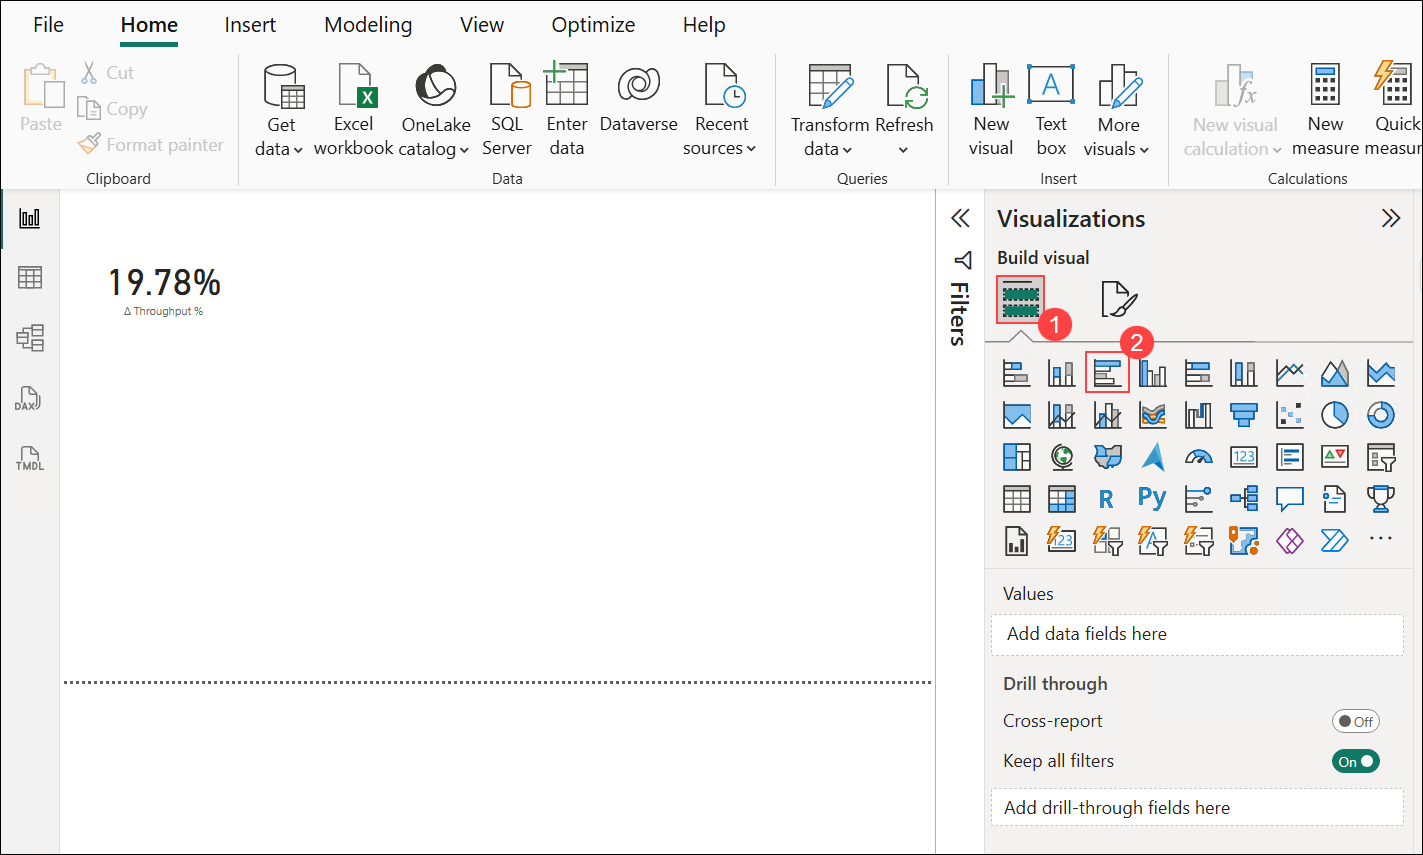 File Home Insert Modeling View Optimize Help
Paste
Cut
Copy
Format painter
Clipboard
Get
data
Excel
workbook
OneLake
catalog
SQL
Server
Enter
data
Dataverse
Recent
sources
Data
Transform
data
Refresh
Queries
New
visual
A
Text
box
More
visuals
Insert
New visual
calculation
New
measure
Quick
measur
Calculations
DAX
TMDL
19.78%
Δ Throughput %
Filters
Visualizations
Build visual
1
2
123
R
Py
123
A
Values
Add data fields here
Drill through
Cross-report
Off
Keep all filters
On
Add drill-through fields here